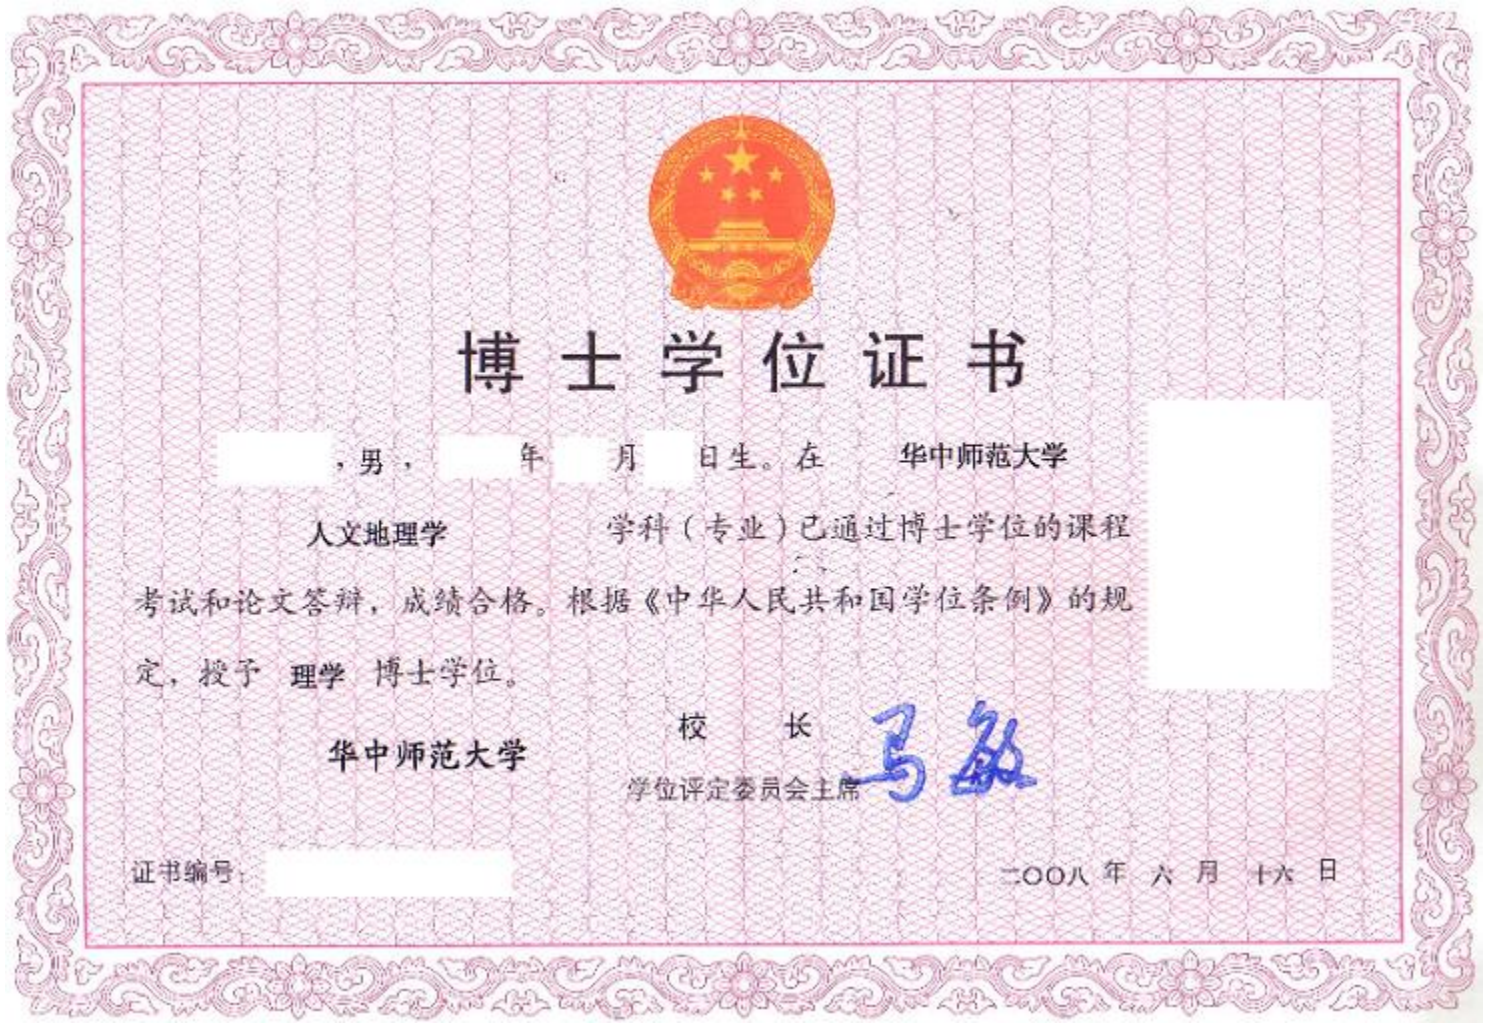 博士学位证书
，男， 年 月 日生。在 华中师范大学
人文地理学 学科（专业）已通过博士学位的课程
考试和论文答辩，成绩合格。根据《中华人民共和国学位条例》的规
定，授予 理学 博士学位。
校 长 马敏
华中师范大学
学位评定委员会主席
证书编号：
二〇〇八 年 六 月 十六 日